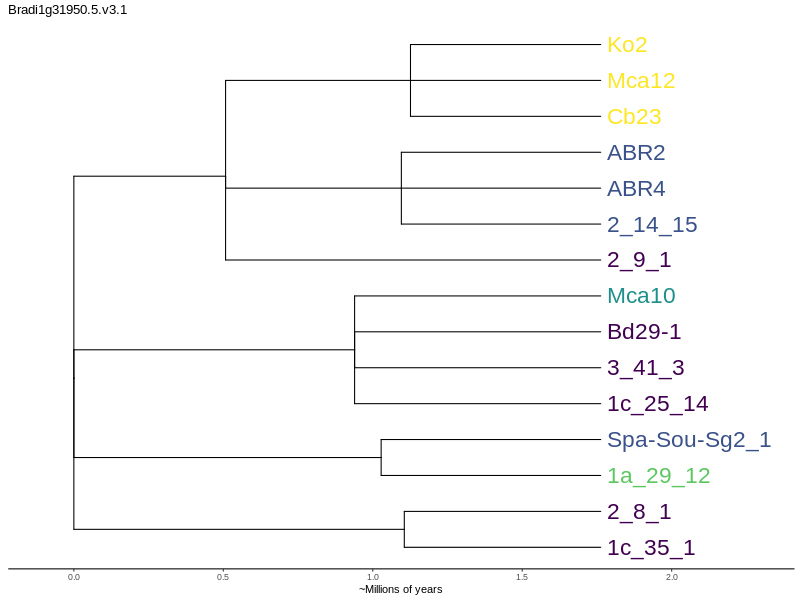 Bradi1g31950.5.v3.1
Ko2
Mca12
Cb23
ABR2
ABR4
2_14_15
2_9_1
Mca10
Bd29-1
3_41_3
1c_25_14
Spa-Sou-Sg2_1
1a_29_12
2_8_1
1c_35_1
0.0 0.5 1.0 1.5 2.0
~Millions of years